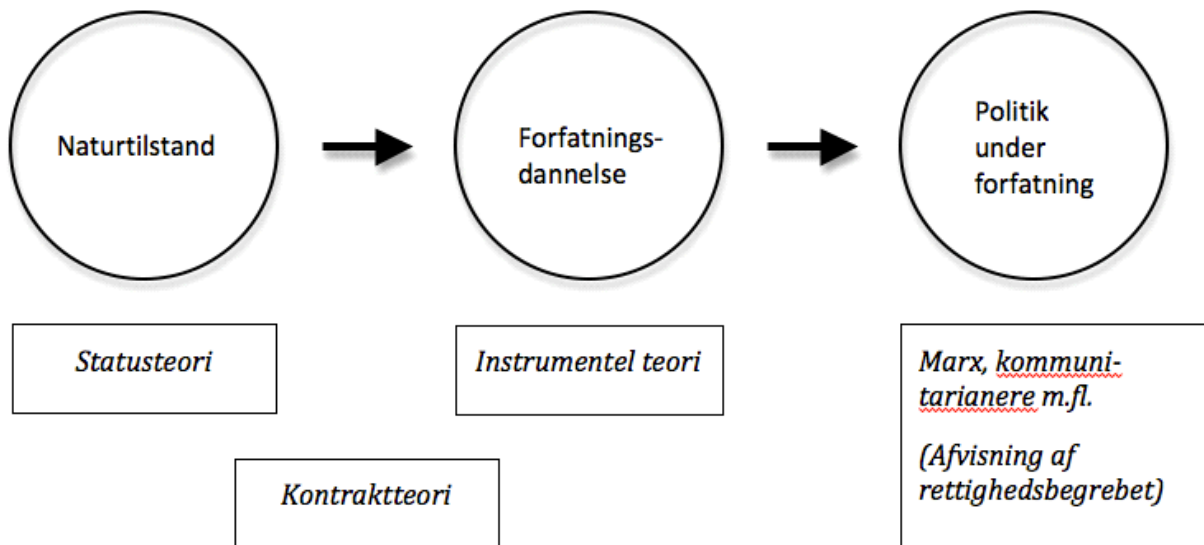 Naturtilstand
Forfatnings-
dannelse
Politik
under
forfatning
Statusteori
Instrumentel teori
Marx, kommuni-
tarianere m.fl.
(Afvisning af
rettighedsbegrebet)
Kontraktteori